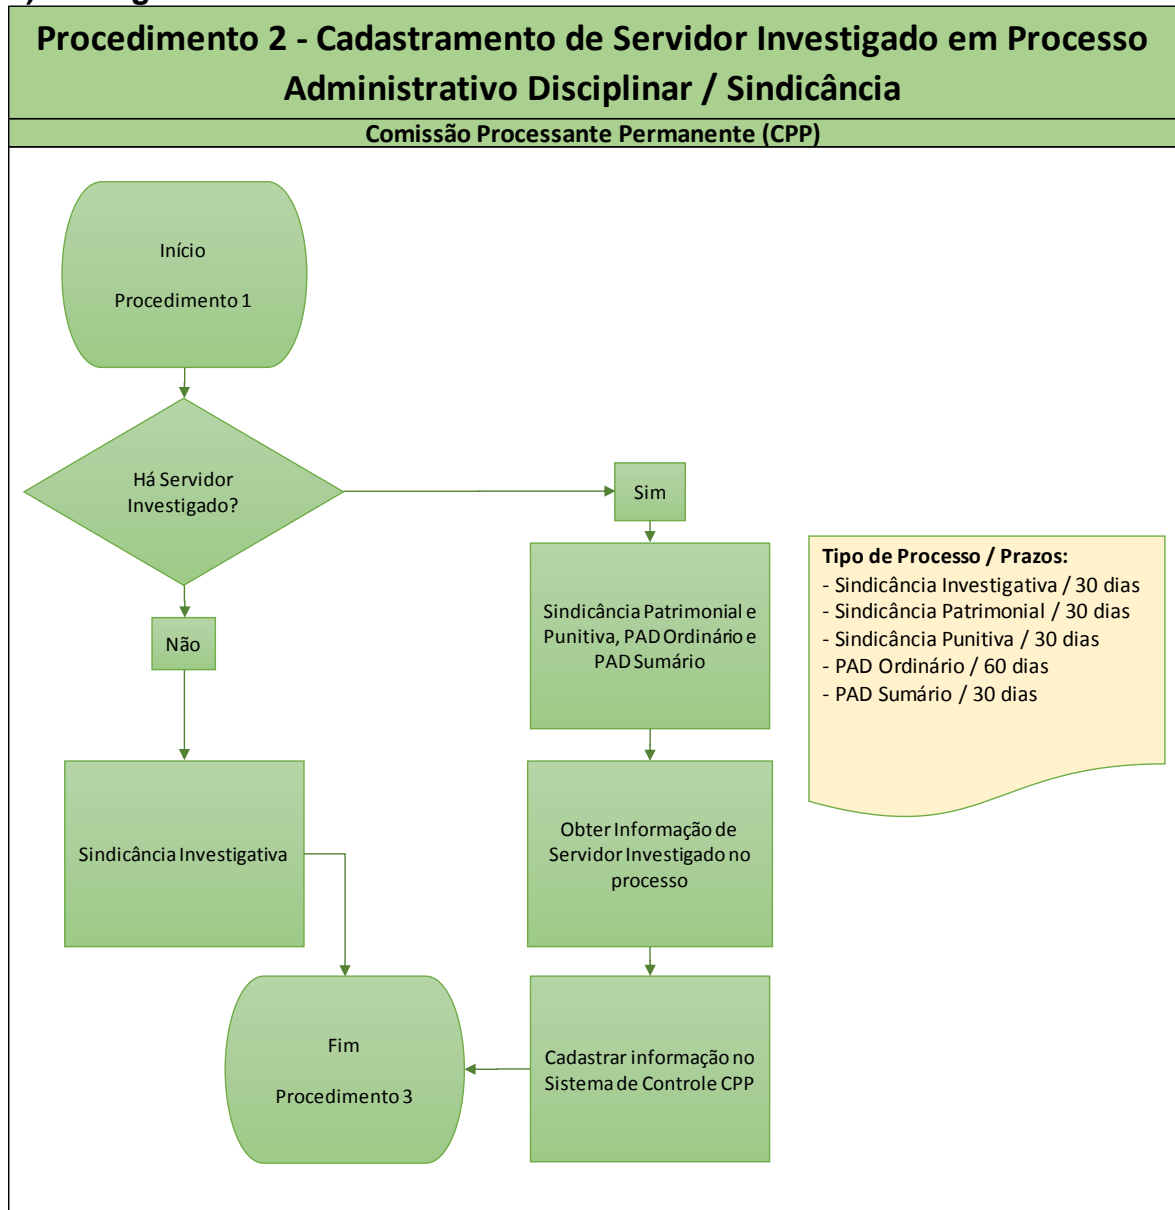 Procedimento 2 - Cadastramento de Servidor Investigado em Processo
Administrativo Disciplinar / Sindicância
Comissão Processante Permanente (CPP)
Início
Procedimento 1
Há Servidor
Investigado?
Sim
Não
Sindicância Patrimonial e
Punitiva, PAD Ordinário e
PAD Sumário
Tipo de Processo / Prazos:
- Sindicância Investigativa / 30 dias
- Sindicância Patrimonial / 30 dias
- Sindicância Punitiva / 30 dias
- PAD Ordinário / 60 dias
- PAD Sumário / 30 dias
Sindicância Investigativa
Obter Informação de
Servidor Investigado no
processo
Fim
Procedimento 3
Cadastrar informação no
Sistema de Controle CPP